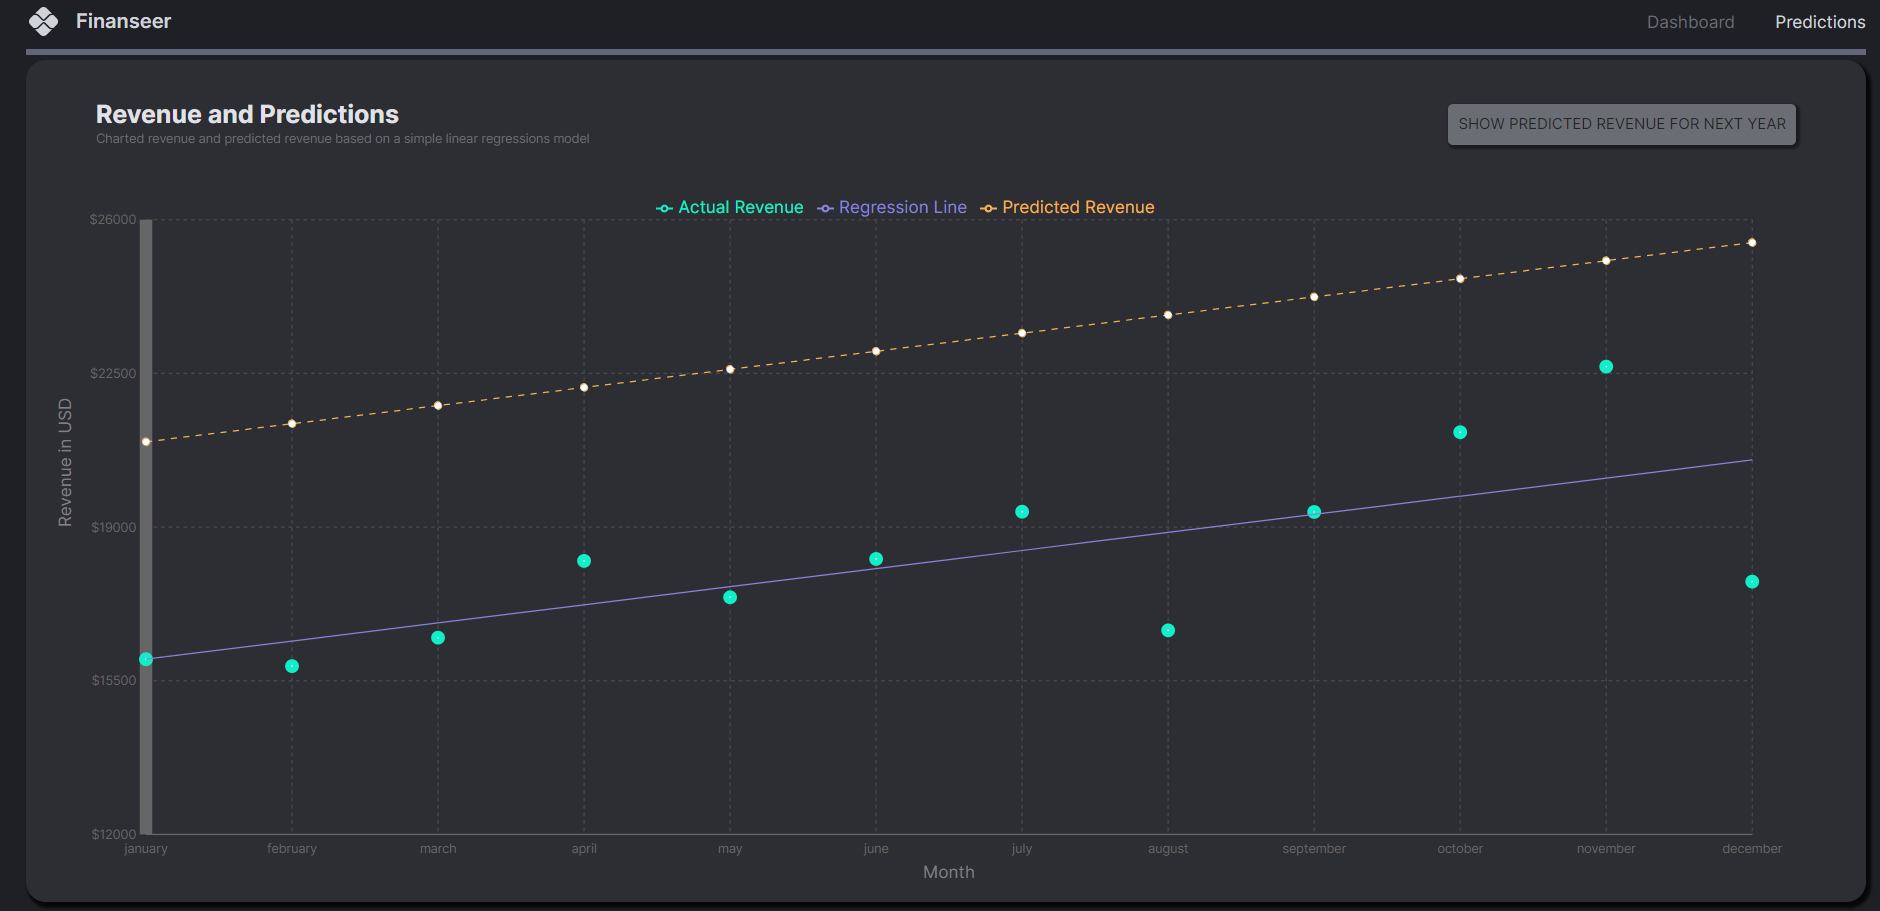 Finanseer
Dashboard
Predictions
Revenue and Predictions
Charted revenue and predicted revenue based on a simple linear regressions model
SHOW PREDICTED REVENUE FOR NEXT YEAR
Actual Revenue
Regression Line
Predicted Revenue
$26000
$22500
$19000
$15500
$12000
Revenue in USD
january
february
march
april
may
june
july
august
september
october
november
december
Month